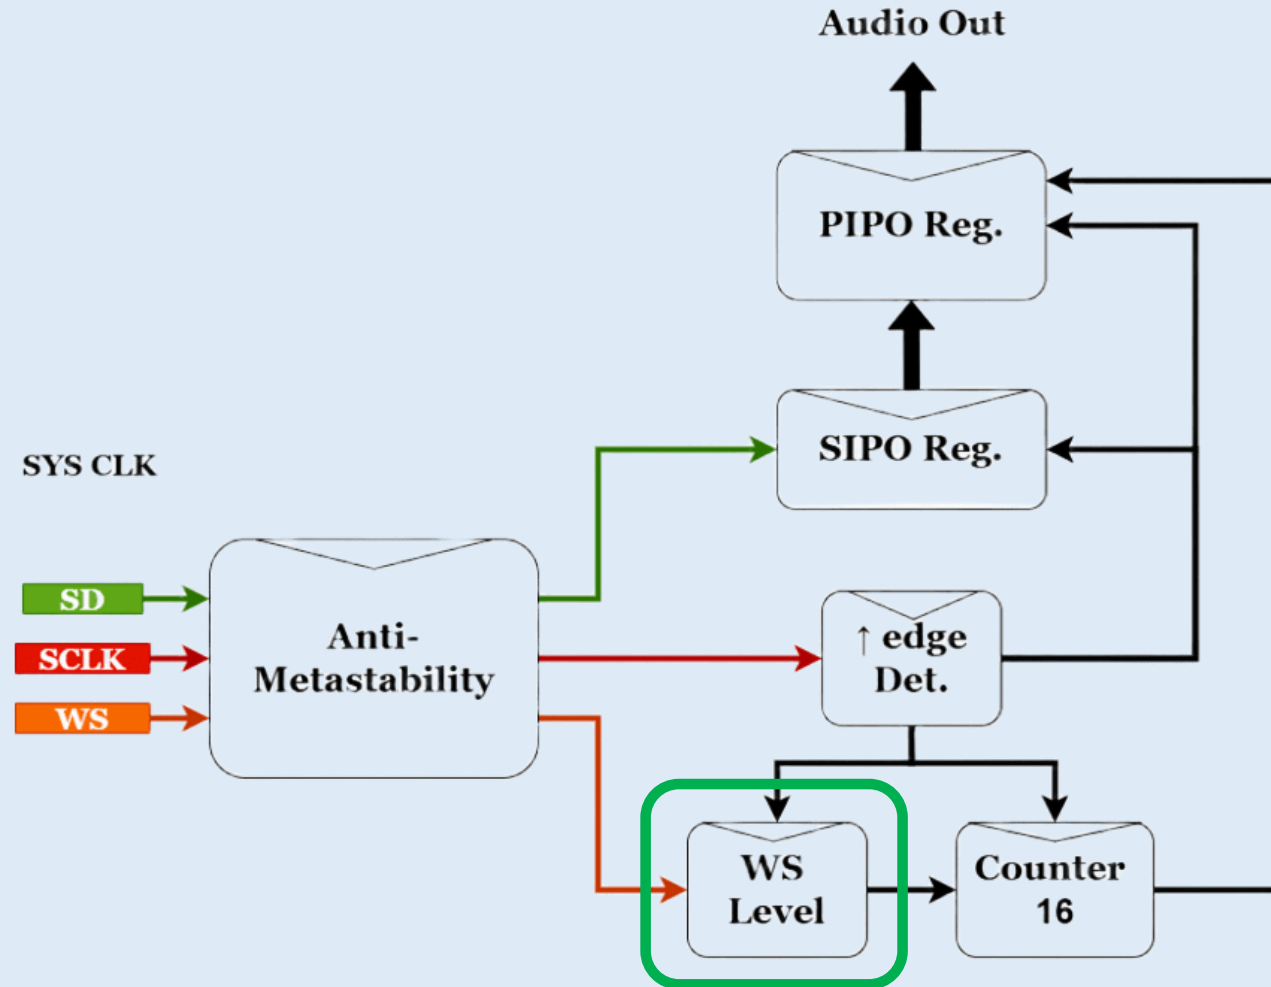 Audio Out
PIPO Reg.
SIPO Reg.
SYS CLK
SD
SCLK
WS
Anti-
Metastability
↑ edge
Det.
WS
Level
Counter
16